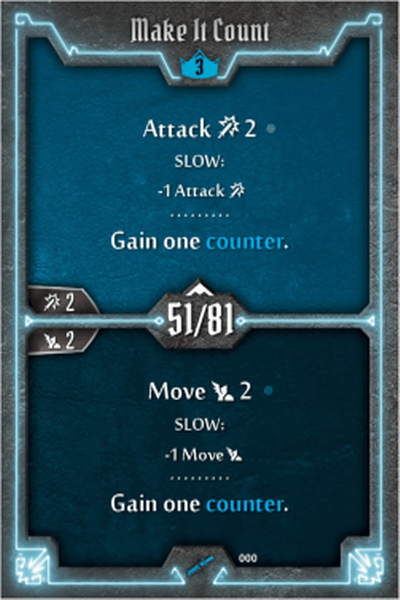 Make It Count
3
Attack 2
SLOW:
-1 Attack
Gain one counter.
2
51/81
2
Move 2
SLOW:
-1 Move
Gain one counter.
000